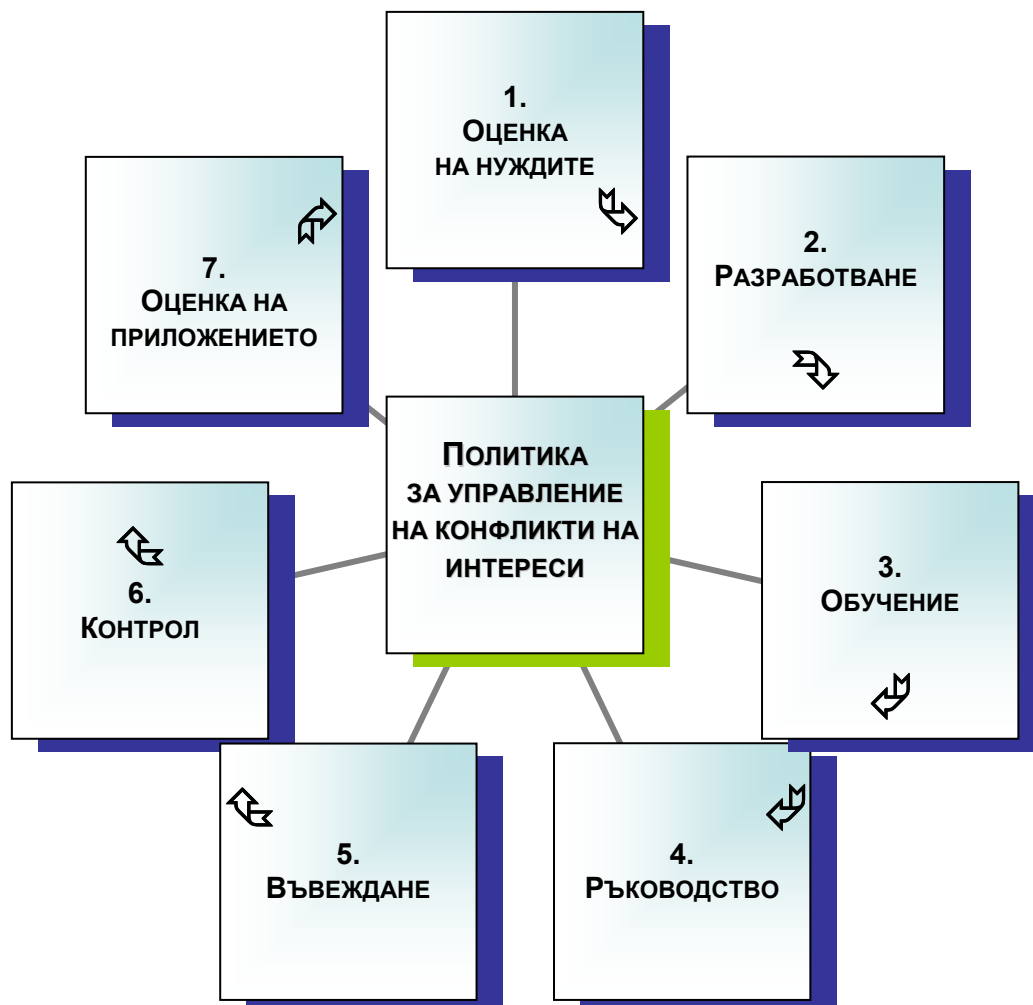 1.
ОЦЕНКА
НА НУЖДИТЕ
2.
РАЗРАБОТВАНЕ
3.
ОБУЧЕНИЕ
4.
РЪКОВОДСТВО
5.
ВЪВЕЖДАНЕ
6.
КОНТРОЛ
7.
ОЦЕНКА НА
ПРИЛОЖЕНИЕТО
ПОЛИТИКА
ЗА УПРАВЛЕНИЕ
НА КОНФЛИКТИ НА
ИНТЕРЕСИ